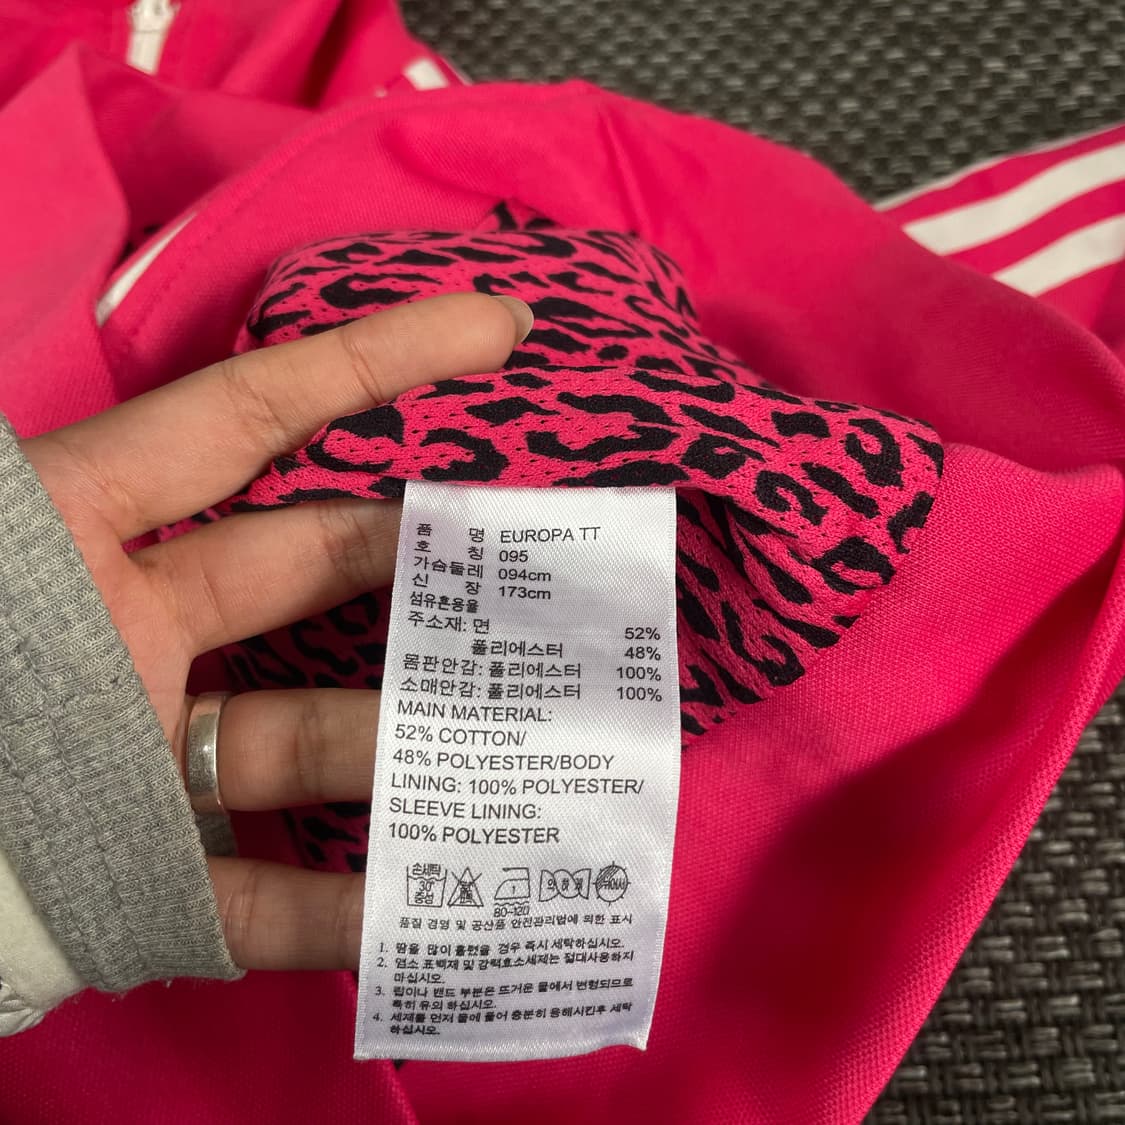 품 명 EUROPA TT
호 칭 095
가슴둘레 094cm
신 장 173cm
섬유혼용율
주소재: 면 52%
폴리에스터 48%
몸판안감: 폴리에스터 100%
소매안감: 폴리에스터 100%
MAIN MATERIAL:
52% COTTON/
48% POLYESTER/BODY
LINING: 100% POLYESTER/
SLEEVE LINING:
100% POLYESTER
손세탁
30°
중성
80~120
품질 경영 및 공산품 안전관리법에 의한 표시
1. 땀을 많이 흘렸을 경우 즉시 세탁하십시오.
2. 염소 표백제 및 강력효소세제는 절대사용하지
마십시오.
3. 립이나 밴드 부분은 뜨거운 물에서 변형되므로
특히 유의 하십시오.
4. 세제를 먼저 물에 풀어 충분히 용해시킨후 세탁
하십시오.